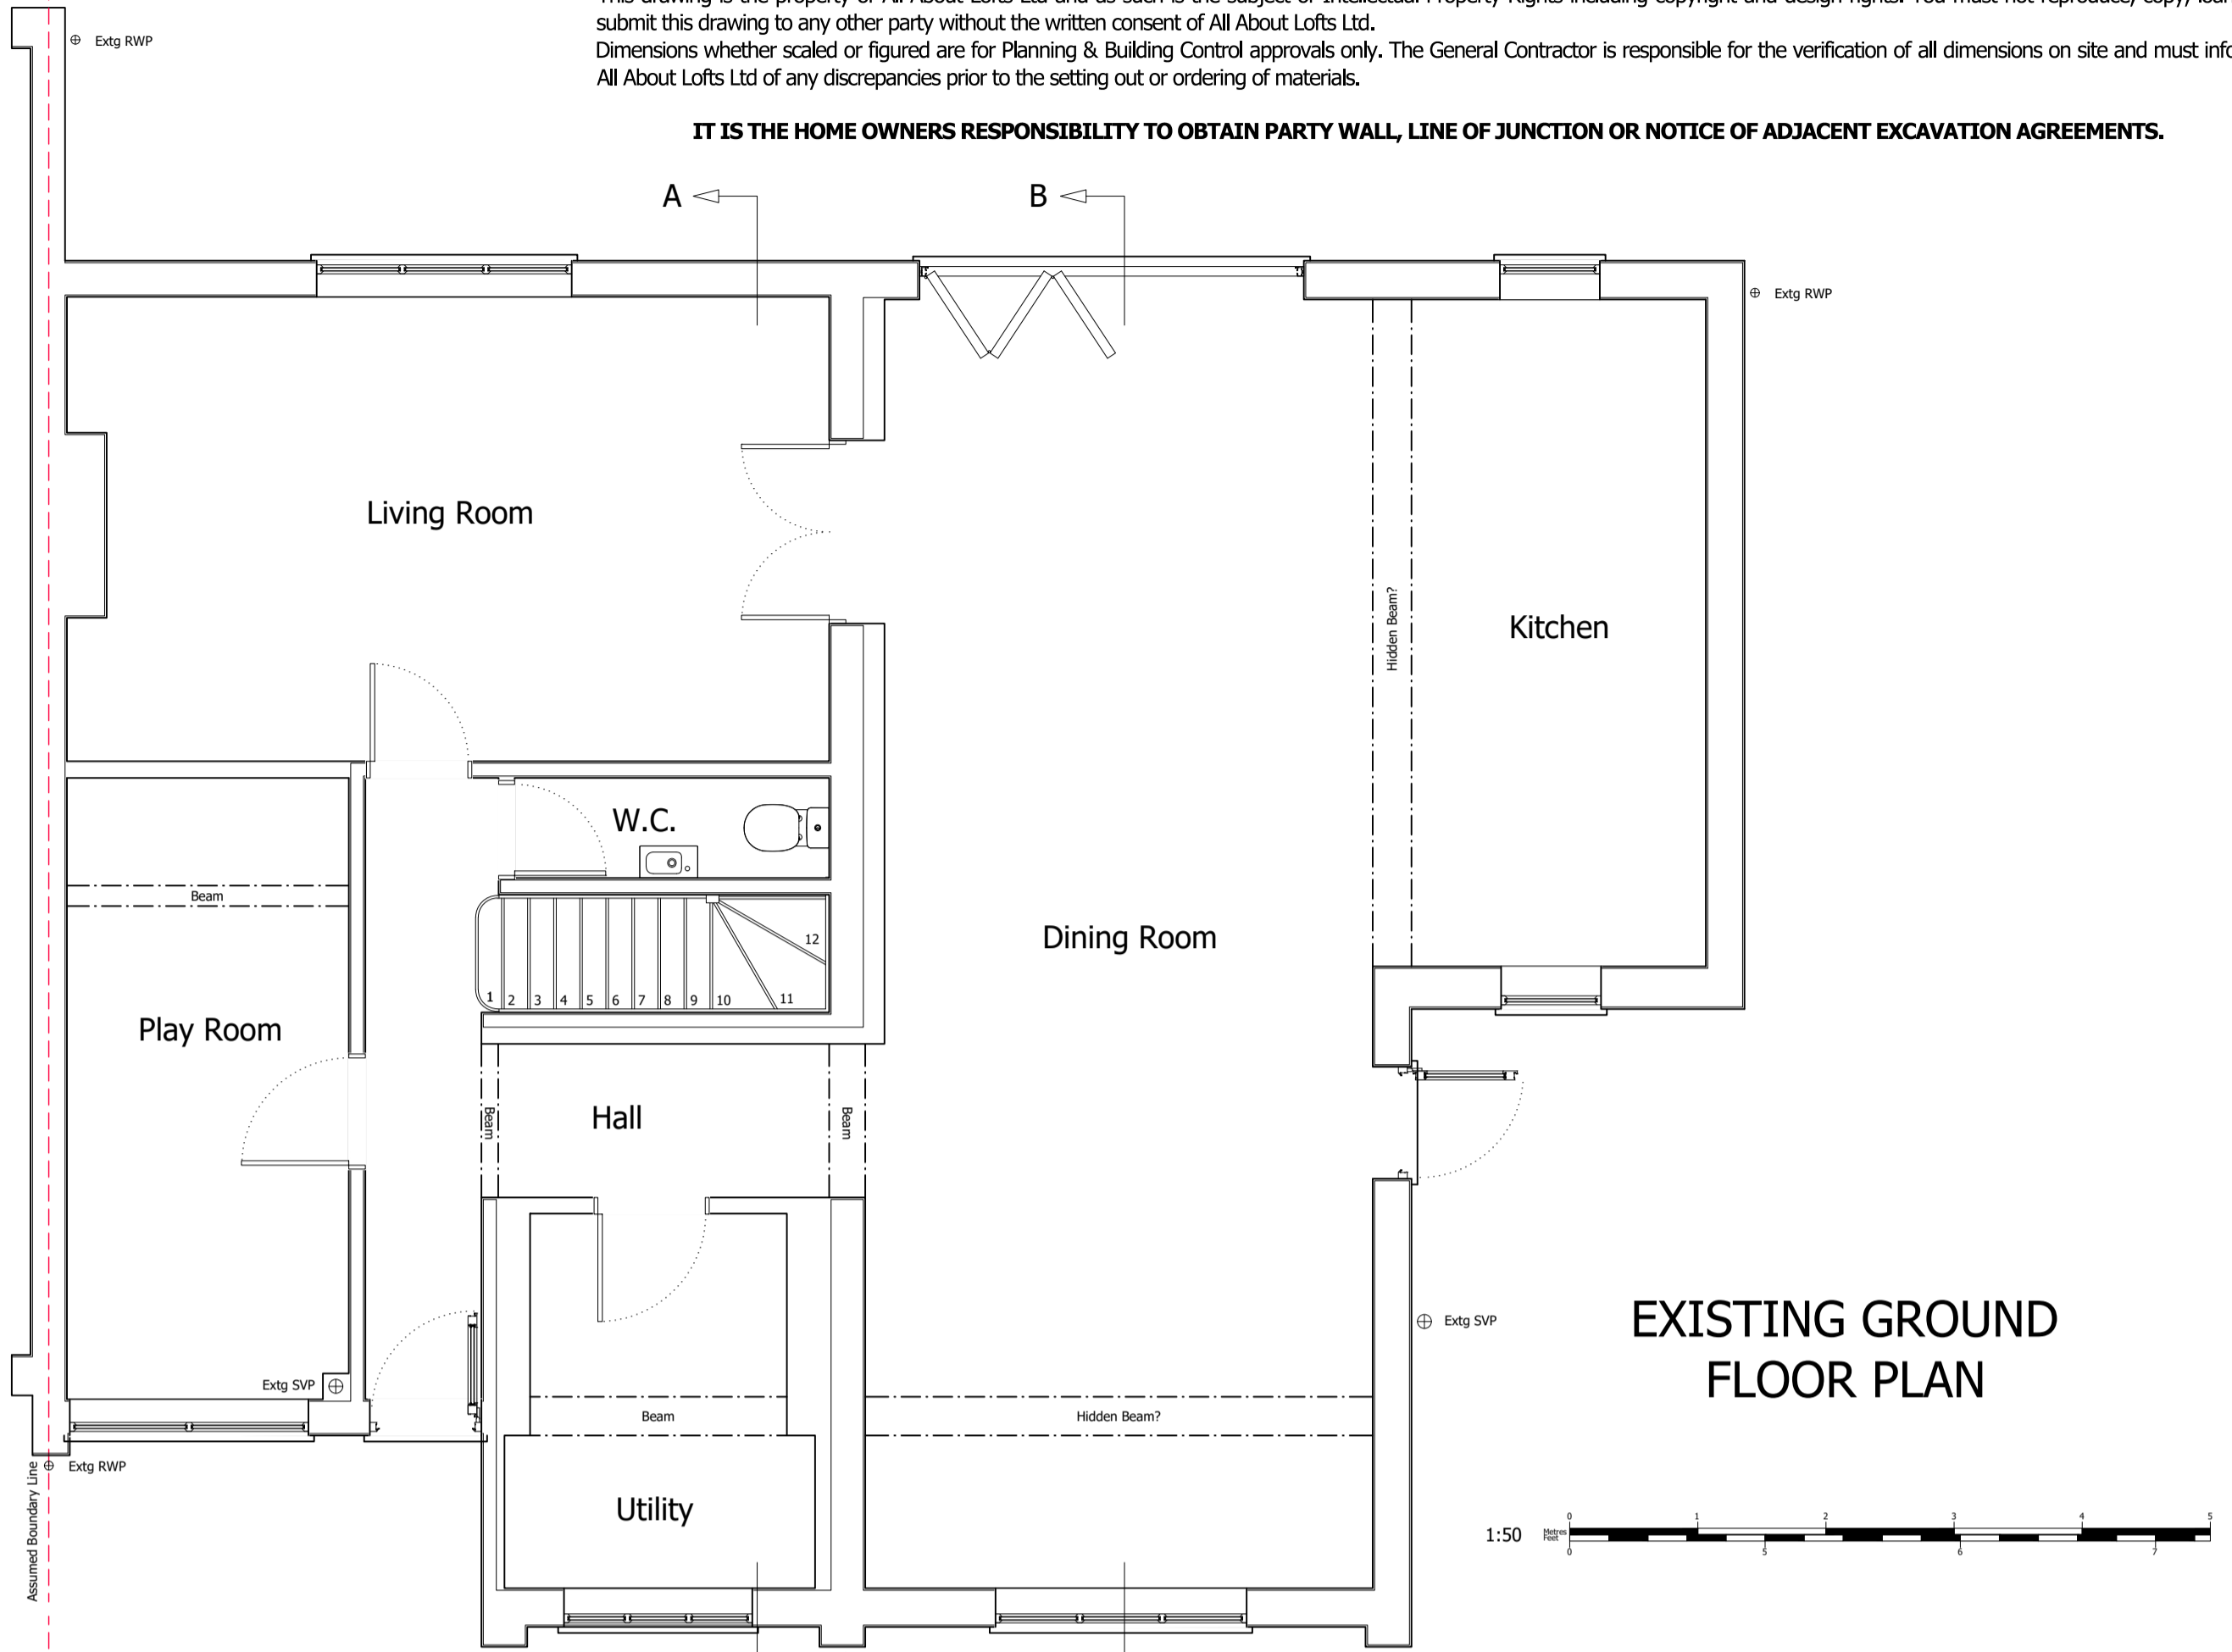 submit this drawing to any other party without the written consent of All About Lofts Ltd.
Dimensions whether scaled or figured are for Planning & Building Control approvals only. The General Contractor is responsible for the verification of all dimensions on site and must info
All About Lofts Ltd of any discrepancies prior to the setting out or ordering of materials.
IT IS THE HOME OWNERS RESPONSIBILITY TO OBTAIN PARTY WALL, LINE OF JUNCTION OR NOTICE OF ADJACENT EXCAVATION AGREEMENTS.
Extg RWP
A
B
Extg RWP
Living Room
Hidden Beam?
Kitchen
W.C.
Beam
Dining Room
12
1 2 3 4 5 6 7 8 9 10 11
Play Room
Beam
Hall
Beam
Extg SVP
Extg SVP
Beam
Hidden Beam?
Extg RWP
Assumed Boundary Line
Utility
EXISTING GROUND
FLOOR PLAN
1:50
Metres
Feet
0 1 2 3 4 5
0 5 6 7